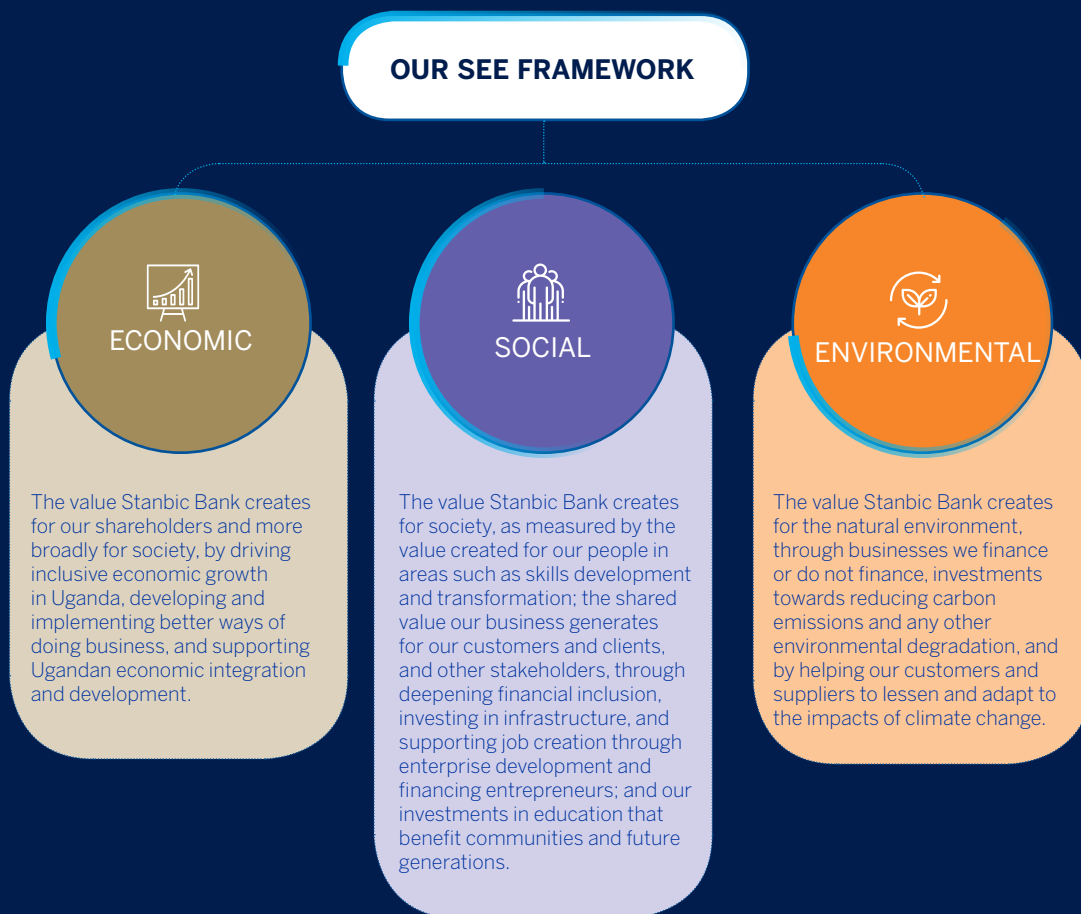 OUR SEE FRAMEWORK
ECONOMIC
The value Stanbic Bank creates
for our shareholders and more
broadly for society, by driving
inclusive economic growth
in Uganda, developing and
implementing better ways of
doing business, and supporting
Ugandan economic integration
and development.
SOCIAL
The value Stanbic Bank creates
for society, as measured by the
value created for our people in
areas such as skills development
and transformation; the shared
value our business generates
for our customers and clients,
and other stakeholders, through
deepening financial inclusion,
investing in infrastructure, and
supporting job creation through
enterprise development and
financing entrepreneurs; and our
investments in education that
benefit communities and future
generations.
ENVIRONMENTAL
The value Stanbic Bank creates
for the natural environment,
through businesses we finance
or do not finance, investments
towards reducing carbon
emissions and any other
environmental degradation, and
by helping our customers and
suppliers to lessen and adapt to
the impacts of climate change.